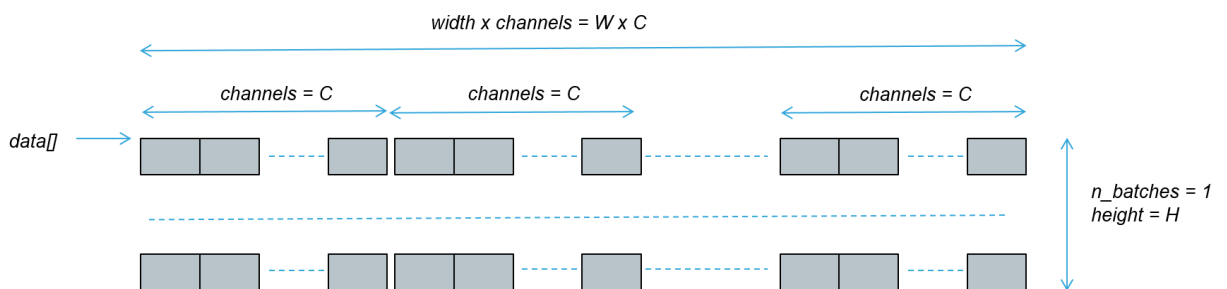 width x channels = W x C
channels = C
channels = C
channels = C
data[]
n_batches = 1
height = H